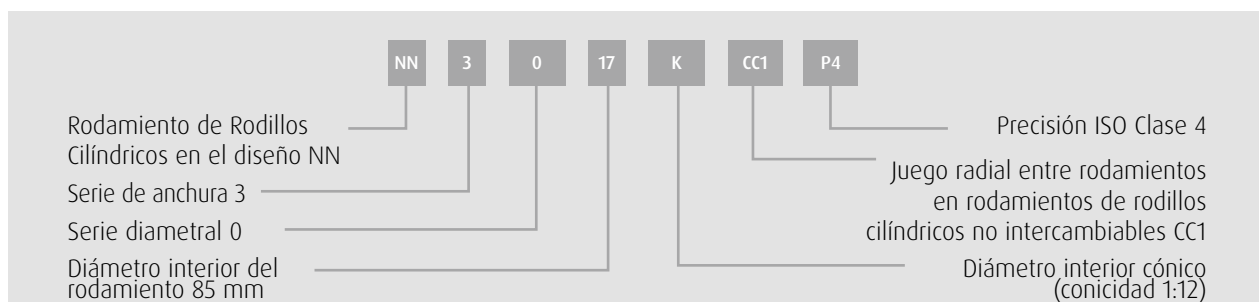 NN 3 0 17 K CC1 P4
Rodamiento de Rodillos
Cilíndricos en el diseño NN
Serie de anchura 3
Serie diametral 0
Diámetro interior del
rodamiento 85 mm
Precisión ISO Clase 4
Juego radial entre rodamientos
en rodamientos de rodillos
cilíndricos no intercambiables CC1
Diámetro interior cónico
(conicidad 1:12)